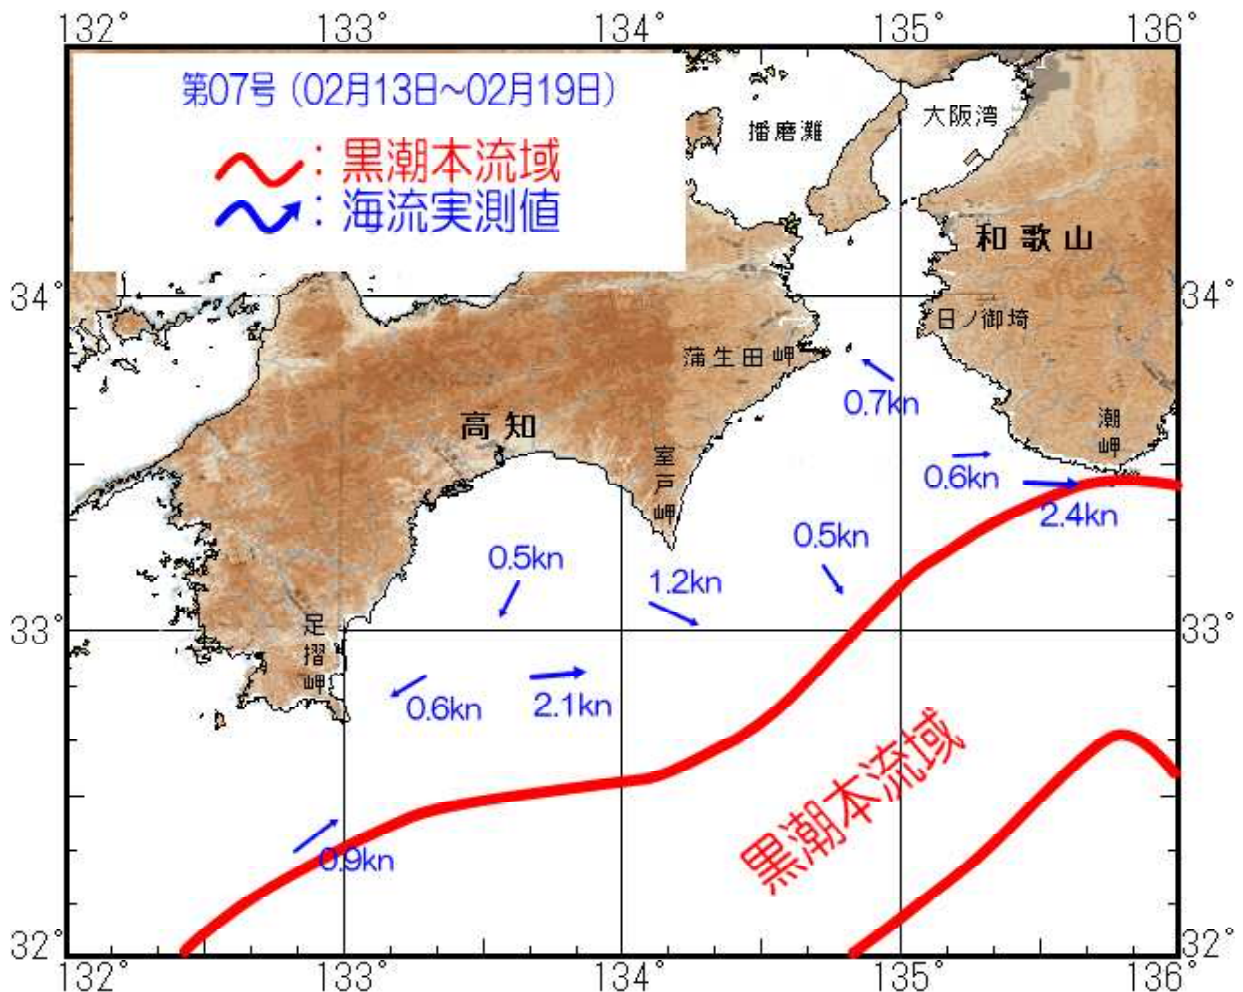 132° 133° 134° 135° 136°
第07号（02月13日～02月19日）
：黒潮本流域
：海流実測値
播磨灘
大阪湾
和歌山
34°
34°
日ノ御埼
蒲生田岬
0.7kn
高知
潮岬
室戸岬
0.6kn
2.4kn
0.5kn
0.5kn
1.2kn
33°
33°
足摺岬
0.6kn
2.1kn
黒潮本流域
0.9kn
32°
32°
132° 133° 134° 135° 136°